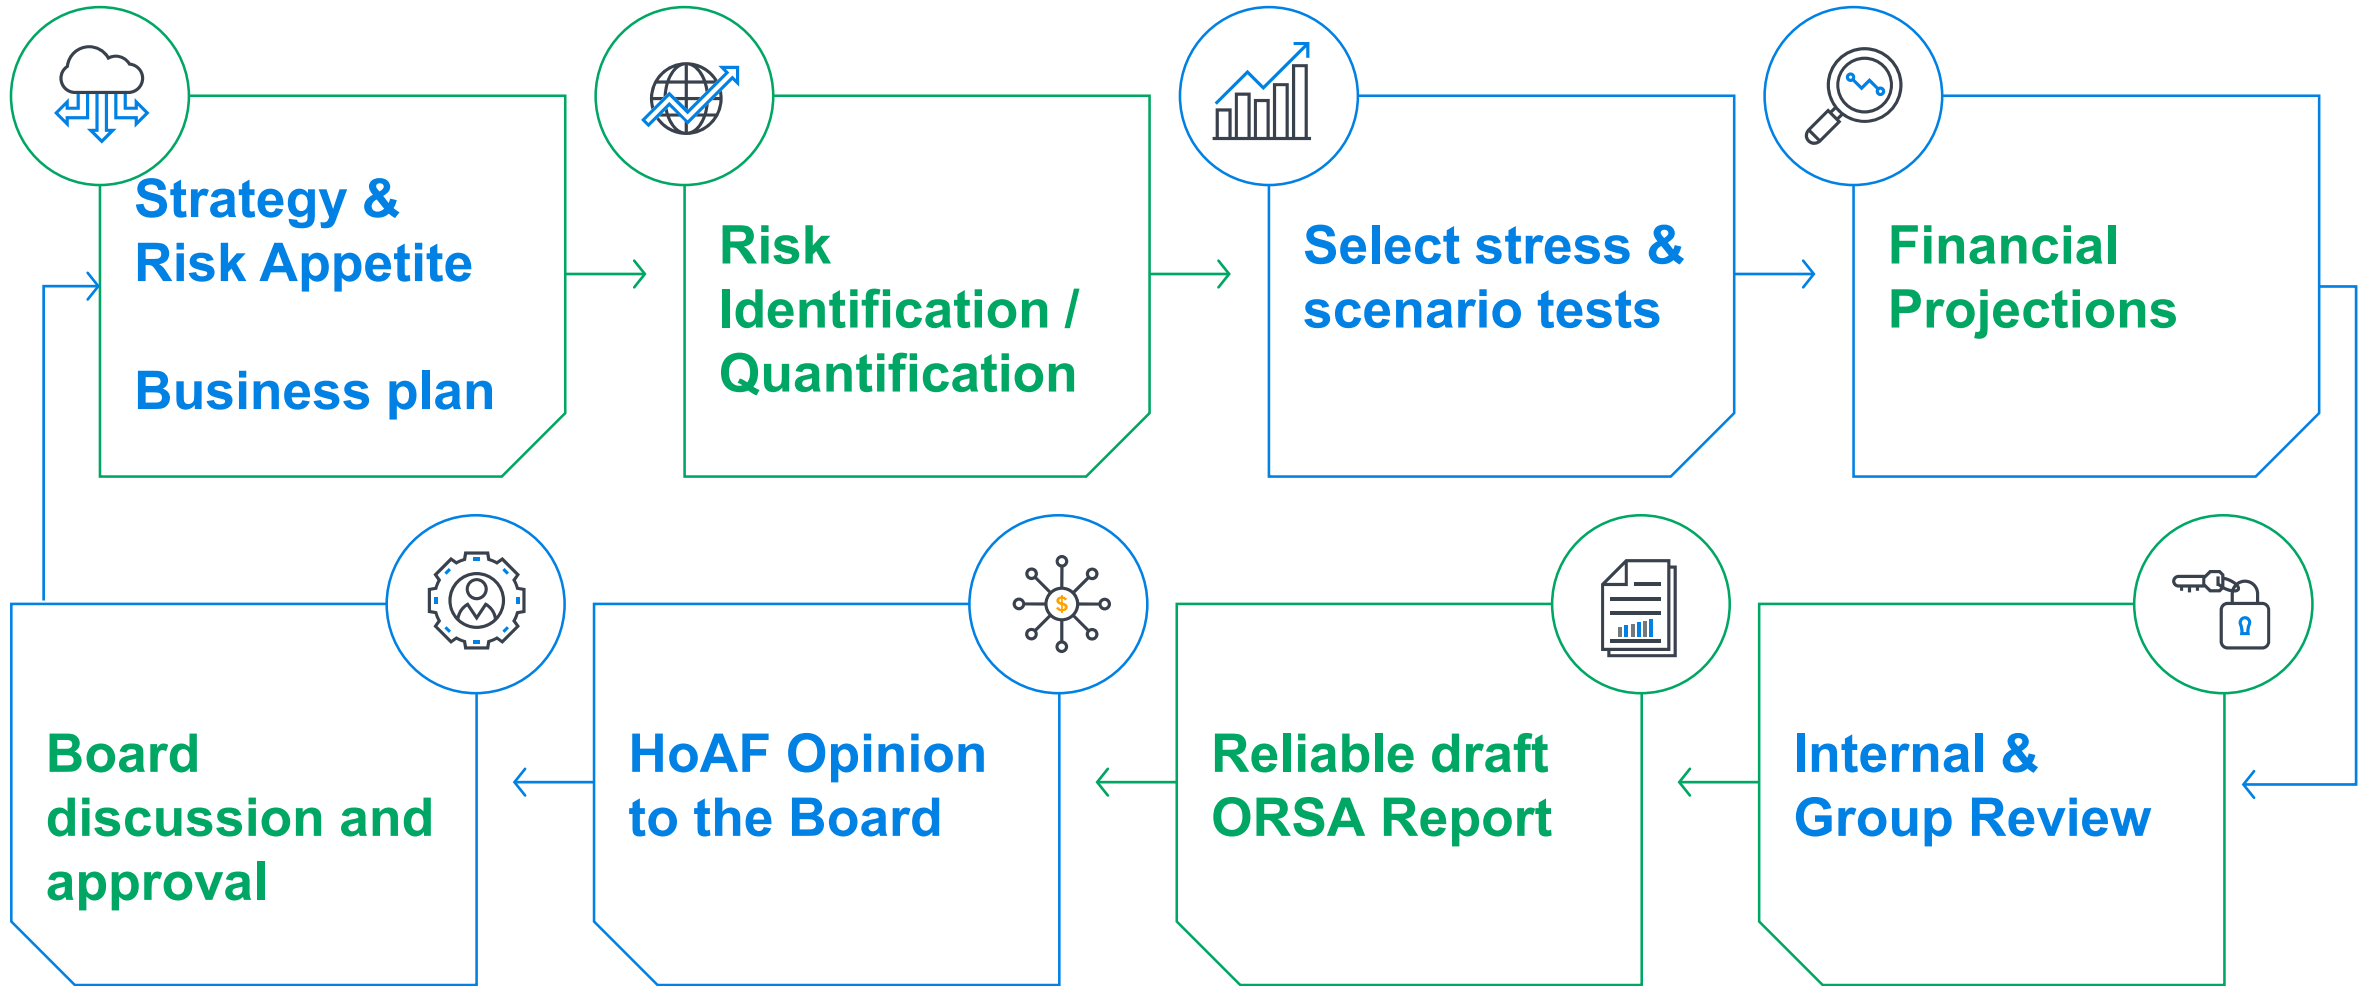 Strategy &
Risk Appetite
Business plan
Risk
Identification /
Quantification
Select stress &
scenario tests
Financial
Projections
$
Internal &
Group Review
Reliable draft
ORSA Report
HoAF Opinion
to the Board
Board
discussion and
approval